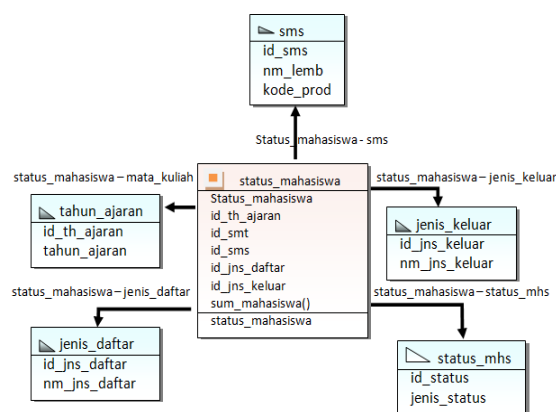 sms
id_sms
nm_lemb
kode_prod
Status_mahasiswa - sms
status_mahasiswa – mata_kuliah
status_mahasiswa – jenis_keluar
status_mahasiswa
Status_mahasiswa
id_th_ajaran
id_smt
id_sms
id_jns_daftar
id_jns_keluar
sum_mahasiswa()
status_mahasiswa
tahun_ajaran
id_th_ajaran
tahun_ajaran
jenis_keluar
id_jns_keluar
nm_jns_keluar
status_mahasiswa – jenis_daftar
status_mahasiswa – status_mhs
jenis_daftar
id_jns_daftar
nm_jns_daftar
status_mhs
id_status
jenis_status